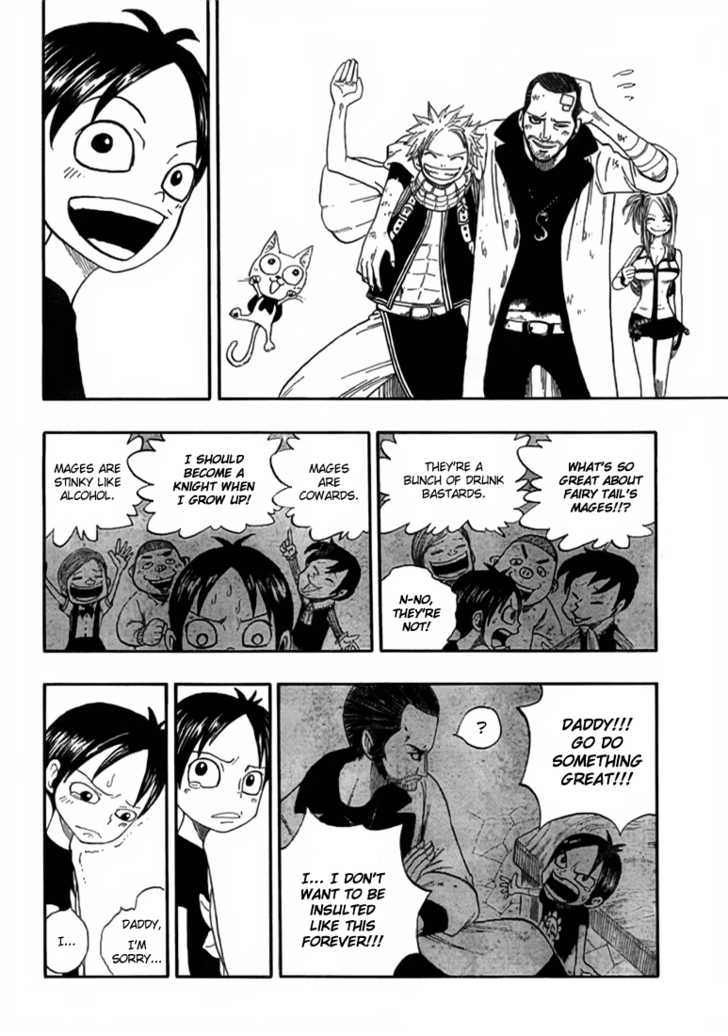 WHAT'S SO
GREAT ABOUT
FAIRY TAIL'S
MAGES!!?
THEY'RE A
BUNCH OF DRUNK
BASTARDS.
N-NO,
THEY'RE
NOT!
MAGES
ARE
COWARDS.
I SHOULD
BECOME A
KNIGHT WHEN
I GROW UP!
MAGES ARE
STINKY LIKE
ALCOHOL.
DADDY!!!
GO DO
SOMETHING
GREAT!!!
?
I... I DON'T
WANT TO BE
INSULTED
LIKE THIS
FOREVER!!!
DADDY,
I'M
SORRY...
I...